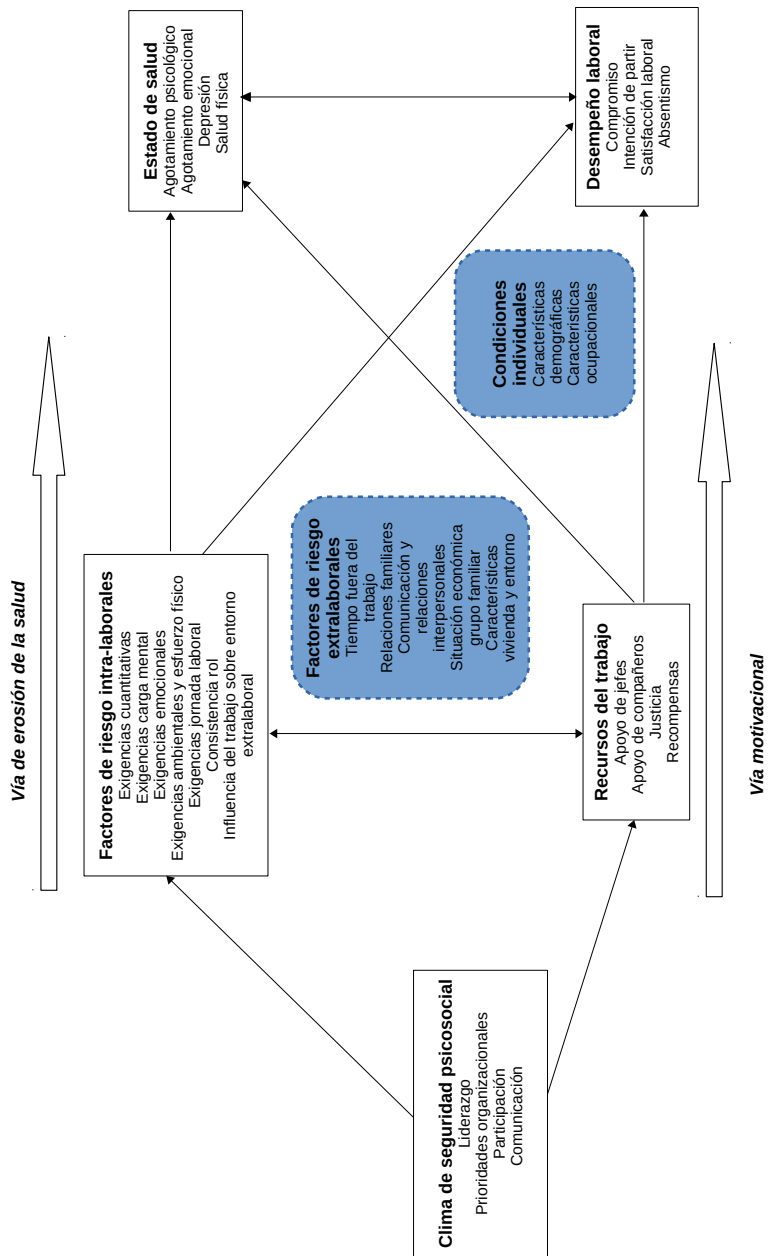 Vía de erosión de la salud
Clima de seguridad psicosocial
Liderazgo
Prioridades organizacionales
Participación
Comunicación
Factores de riesgo intra-laborales
Exigencias cuantitativas
Exigencias carga mental
Exigencias emocionales
Exigencias ambientales y esfuerzo físico
Exigencias jornada laboral
Consistencia rol
Influencia del trabajo sobre entorno
extralaboral
Factores de riesgo
extralaborales
Tiempo fuera del
trabajo
Relaciones familiares
Comunicación y
relaciones
interpersonales
Situación económica
grupo familiar
Características
vivienda y entorno
Recursos del trabajo
Apoyo de jefes
Apoyo de compañeros
Justicia
Recompensas
Condiciones
individuales
Características
demográficas
Caracteristicas
ocupacionales
Estado de salud
Agotamiento psicológico
Agotamiento emocional
Depresión
Salud física
Desempeño laboral
Compromiso
Intención de partir
Satisfacción laboral
Absentismo
Vía motivacional